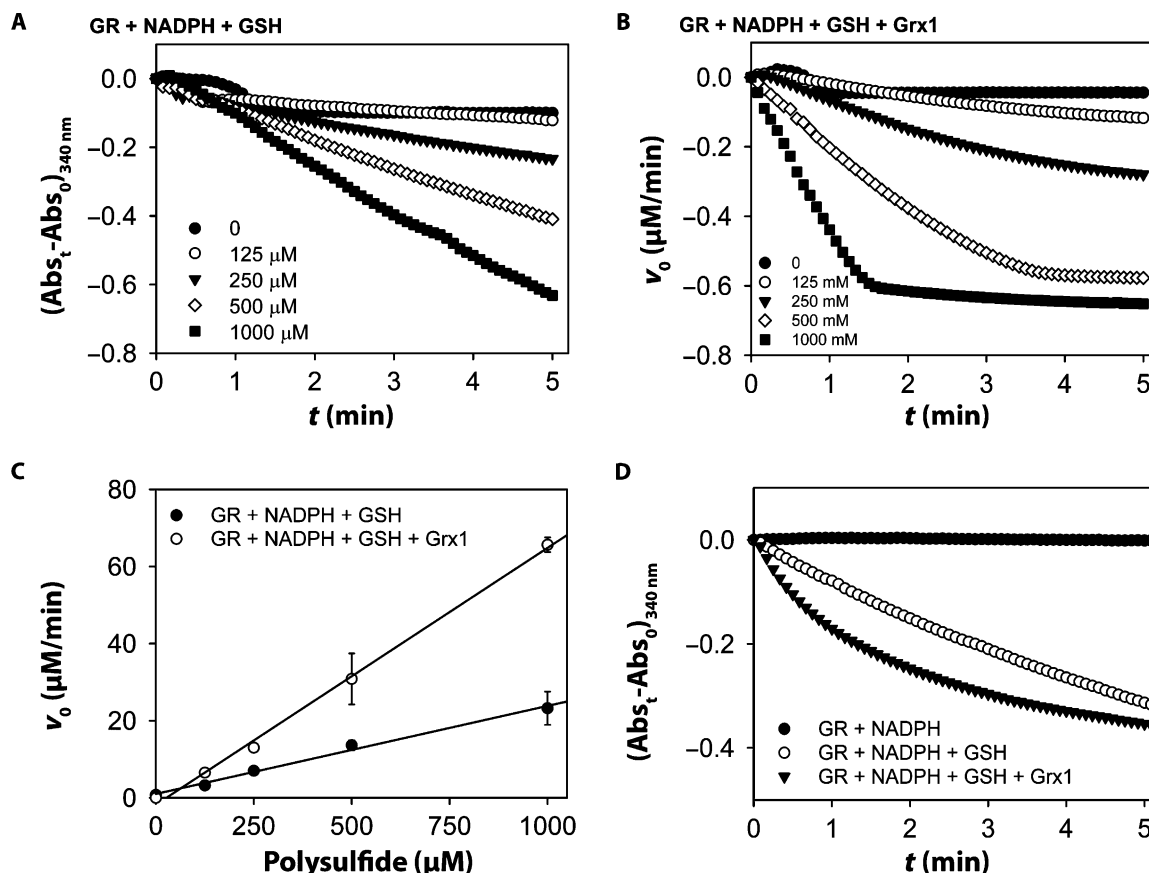 A
GR + NADPH + GSH
0.0
−0.2
−0.4
−0.6
−0.8
(Absₜ-Abs₀)₃₄₀ ₙₘ
0
125 μM
250 μM
500 μM
1000 μM
0 1 2 3 4 5
t (min)
B
GR + NADPH + GSH + Grx1
0.0
−0.2
−0.4
−0.6
−0.8
v₀ (μM/min)
0
125 mM
250 mM
500 mM
1000 mM
0 1 2 3 4 5
t (min)
C
80
60
40
20
0
v₀ (μM/min)
GR + NADPH + GSH
GR + NADPH + GSH + Grx1
0 250 500 750 1000
Polysulfide (μM)
D
0.0
−0.2
−0.4
(Absₜ-Abs₀)₃₄₀ ₙₘ
GR + NADPH
GR + NADPH + GSH
GR + NADPH + GSH + Grx1
0 1 2 3 4 5
t (min)